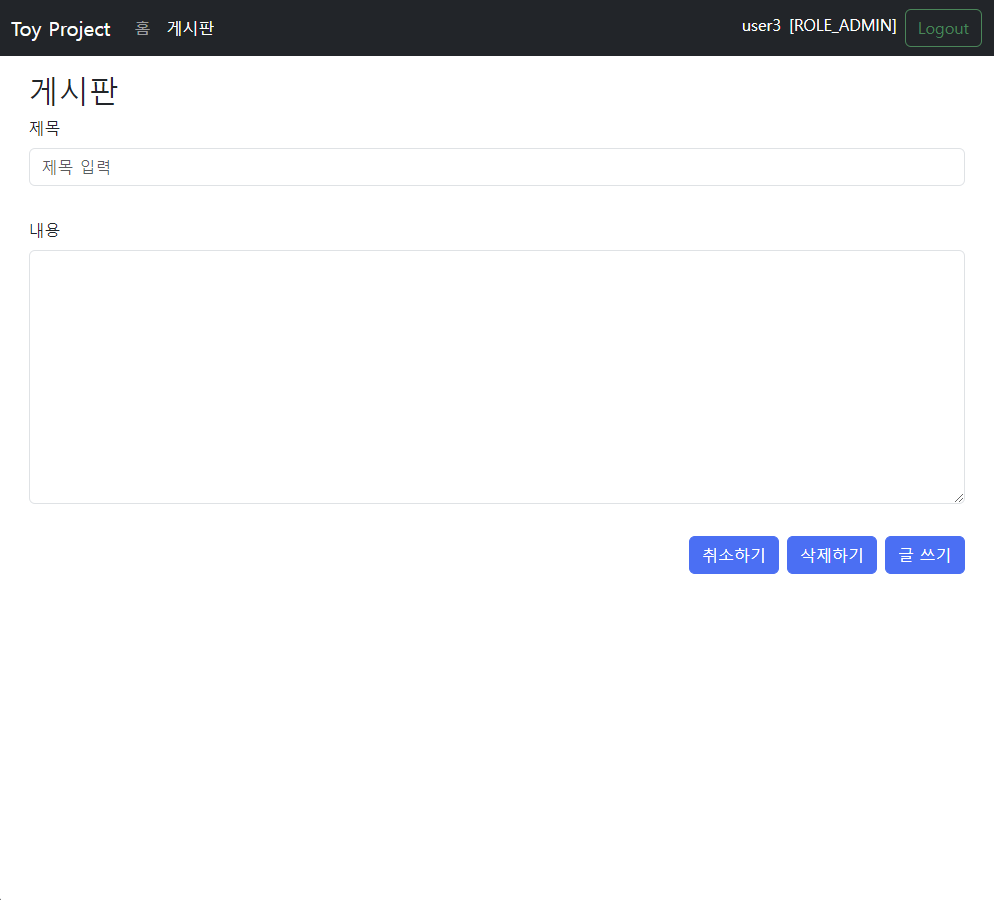 Toy Project 홈 게시판 user3 [ROLE_ADMIN] Logout
게시판
제목
제목 입력
내용
취소하기 삭제하기 글 쓰기